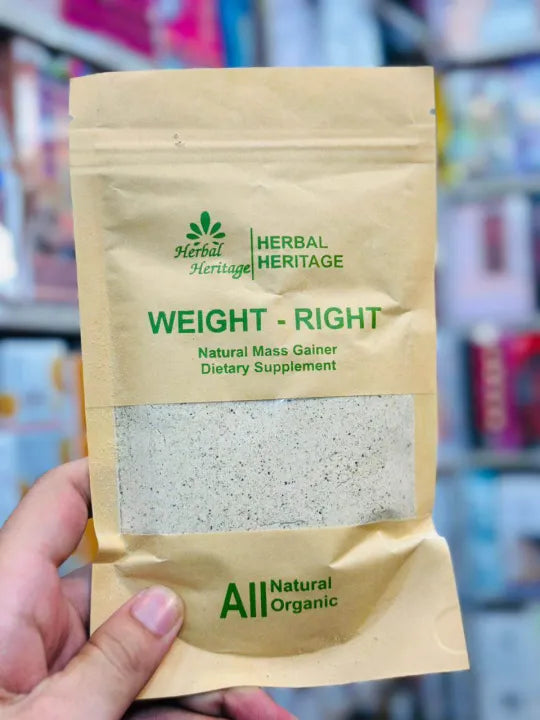 Herbal
Heritage
HERBAL
HERITAGE
WEIGHT - RIGHT
Natural Mass Gainer
Dietary Supplement
All Natural
Organic